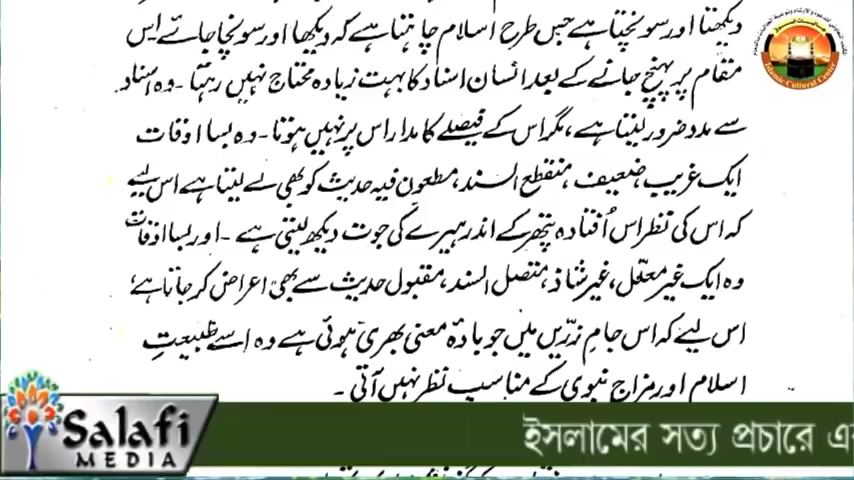 دیکھتا اور سونچتا ہے جس طرح اسلام چاہتا ہے کہ دیکھا اور سونچا جائے اس
مقام پر پہنچ جانے کے بعد انسان اسناد کا بہت زیادہ محتاج نہیں رہتا۔ وہ اسناد
سے مدد ضرور لیتا ہے، مگر اس کے فیصلے کا مدار اس پر نہیں ہوتا۔ وہ بسا اوقات
ایک غریب، ضعیف، منقطع السند، مطعون فیہ حدیث کو بھی لے لیتا ہے اس لیے
کہ اس کی نظر اس اُفتادہ پتھر کے اندر ہیرے کی جوت دیکھ لیتی ہے۔ اور بسا اوقات
وہ ایک غیر معلل، غیر شاذ، متصل السند، مقبول حدیث سے بھی اعراض کر جاتا ہے،
اس لیے کہ اس جامِ زرّیں میں جو بادۂ معنی بھری ہوئی ہے وہ اسے طبیعتِ
اسلام اور مزاجِ نبوی کے مناسب نظر نہیں آتی۔
Salafi
MEDIA
ইসলামের সত্য প্রচারে
Islamic Cultural Center